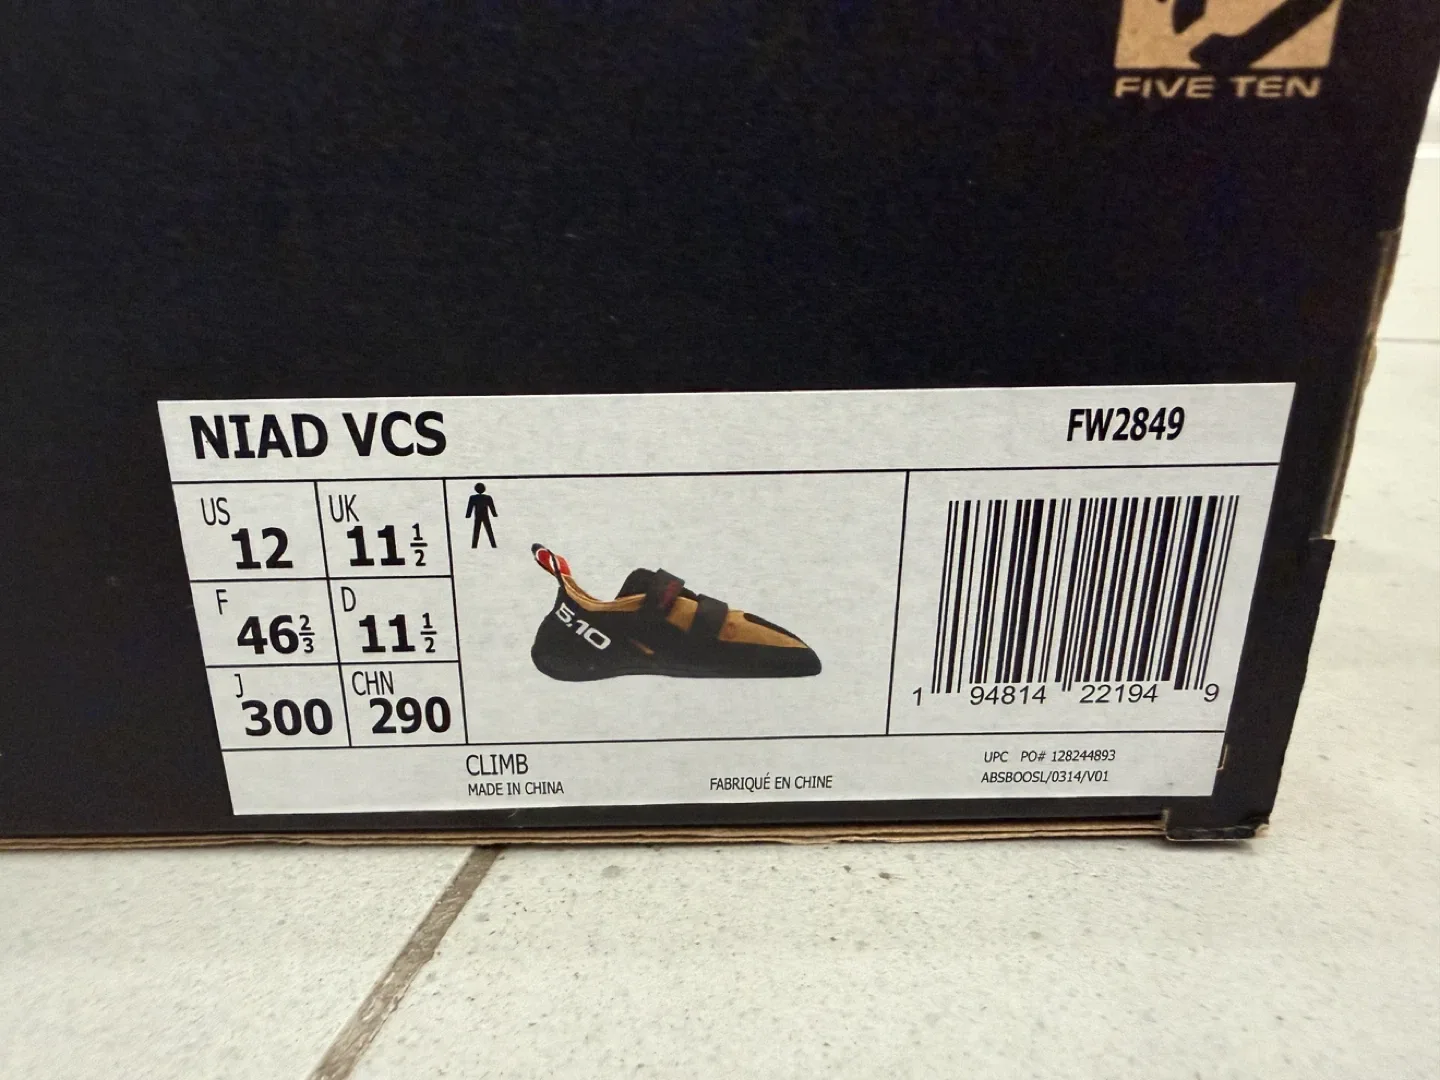 FIVE TEN
NIAD VCS FW2849
US 12 UK 11 1/2
F 46 2/3 D 11 1/2
J 300 CHN 290
5.10
1 94814 22194 9
CLIMB
MADE IN CHINA
FABRIQUÉ EN CHINE
UPC PO# 128244893
ABSBOOSL/0314/V01